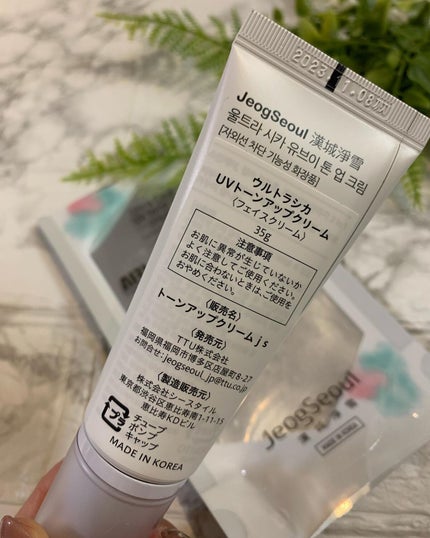 JeogSeoul 漢城淨雪
울트라 시카 유브이 톤 업 크림
[자외선 차단 기능성 화장품]
ウルトラシカ
UVトーンアップクリーム
(フェイスクリーム)
35g
注意事項
お肌に異常が生じていないか
よく注意してご使用ください。
お肌に合わないときは、ご使用を
おやめください。
(販売名)
トーンアップクリームjs
(発売元)
TTU株式会社
福岡県福岡市博多区店屋町8-27
お問合せ:jeogseoul_jp@ttu.co.jp
(製造販売元)
株式会社シースタイル
東京都渋谷区恵比寿南1-11-15
恵比寿KDビル
プラ
チューブ
ポンプ
キャップ
MADE IN KOREA
JeogSeoul